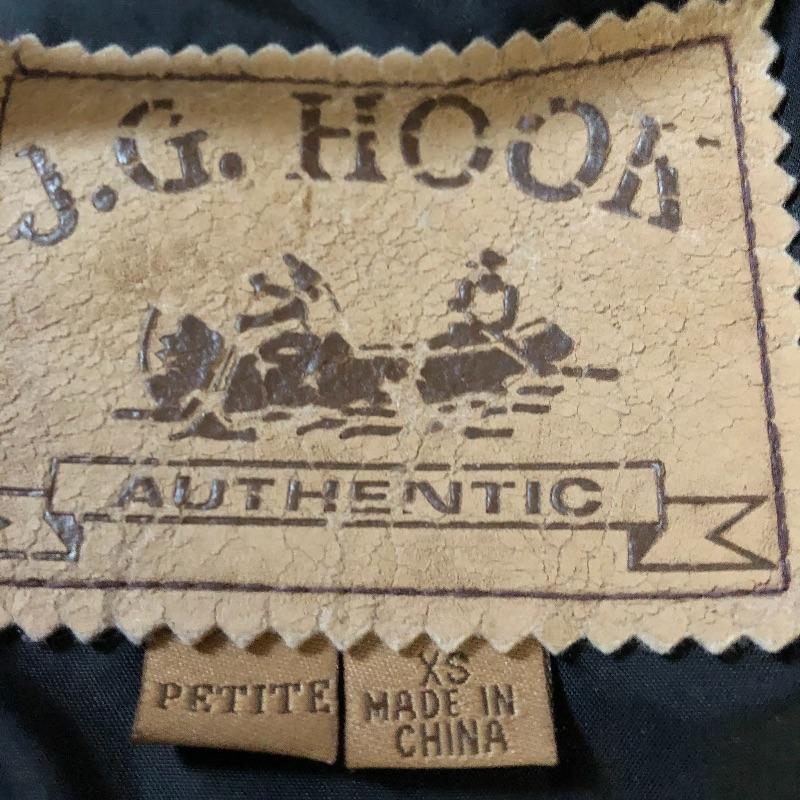 J.G. HOOK
AUTHENTIC
PETITE
XS
MADE IN
CHINA